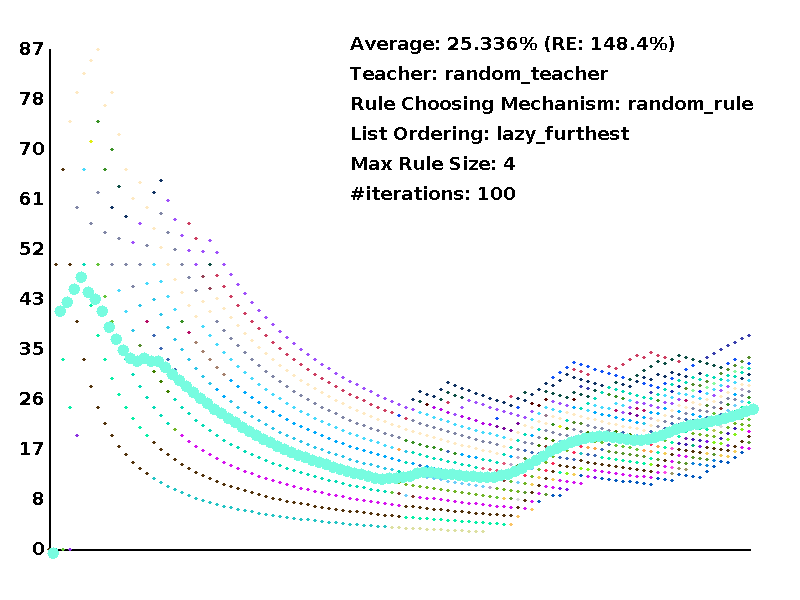 Average: 25.336% (RE: 148.4%)
Teacher: random_teacher
Rule Choosing Mechanism: random_rule
List Ordering: lazy_furthest
Max Rule Size: 4
#iterations: 100
87
78
70
61
52
43
35
26
17
8
0